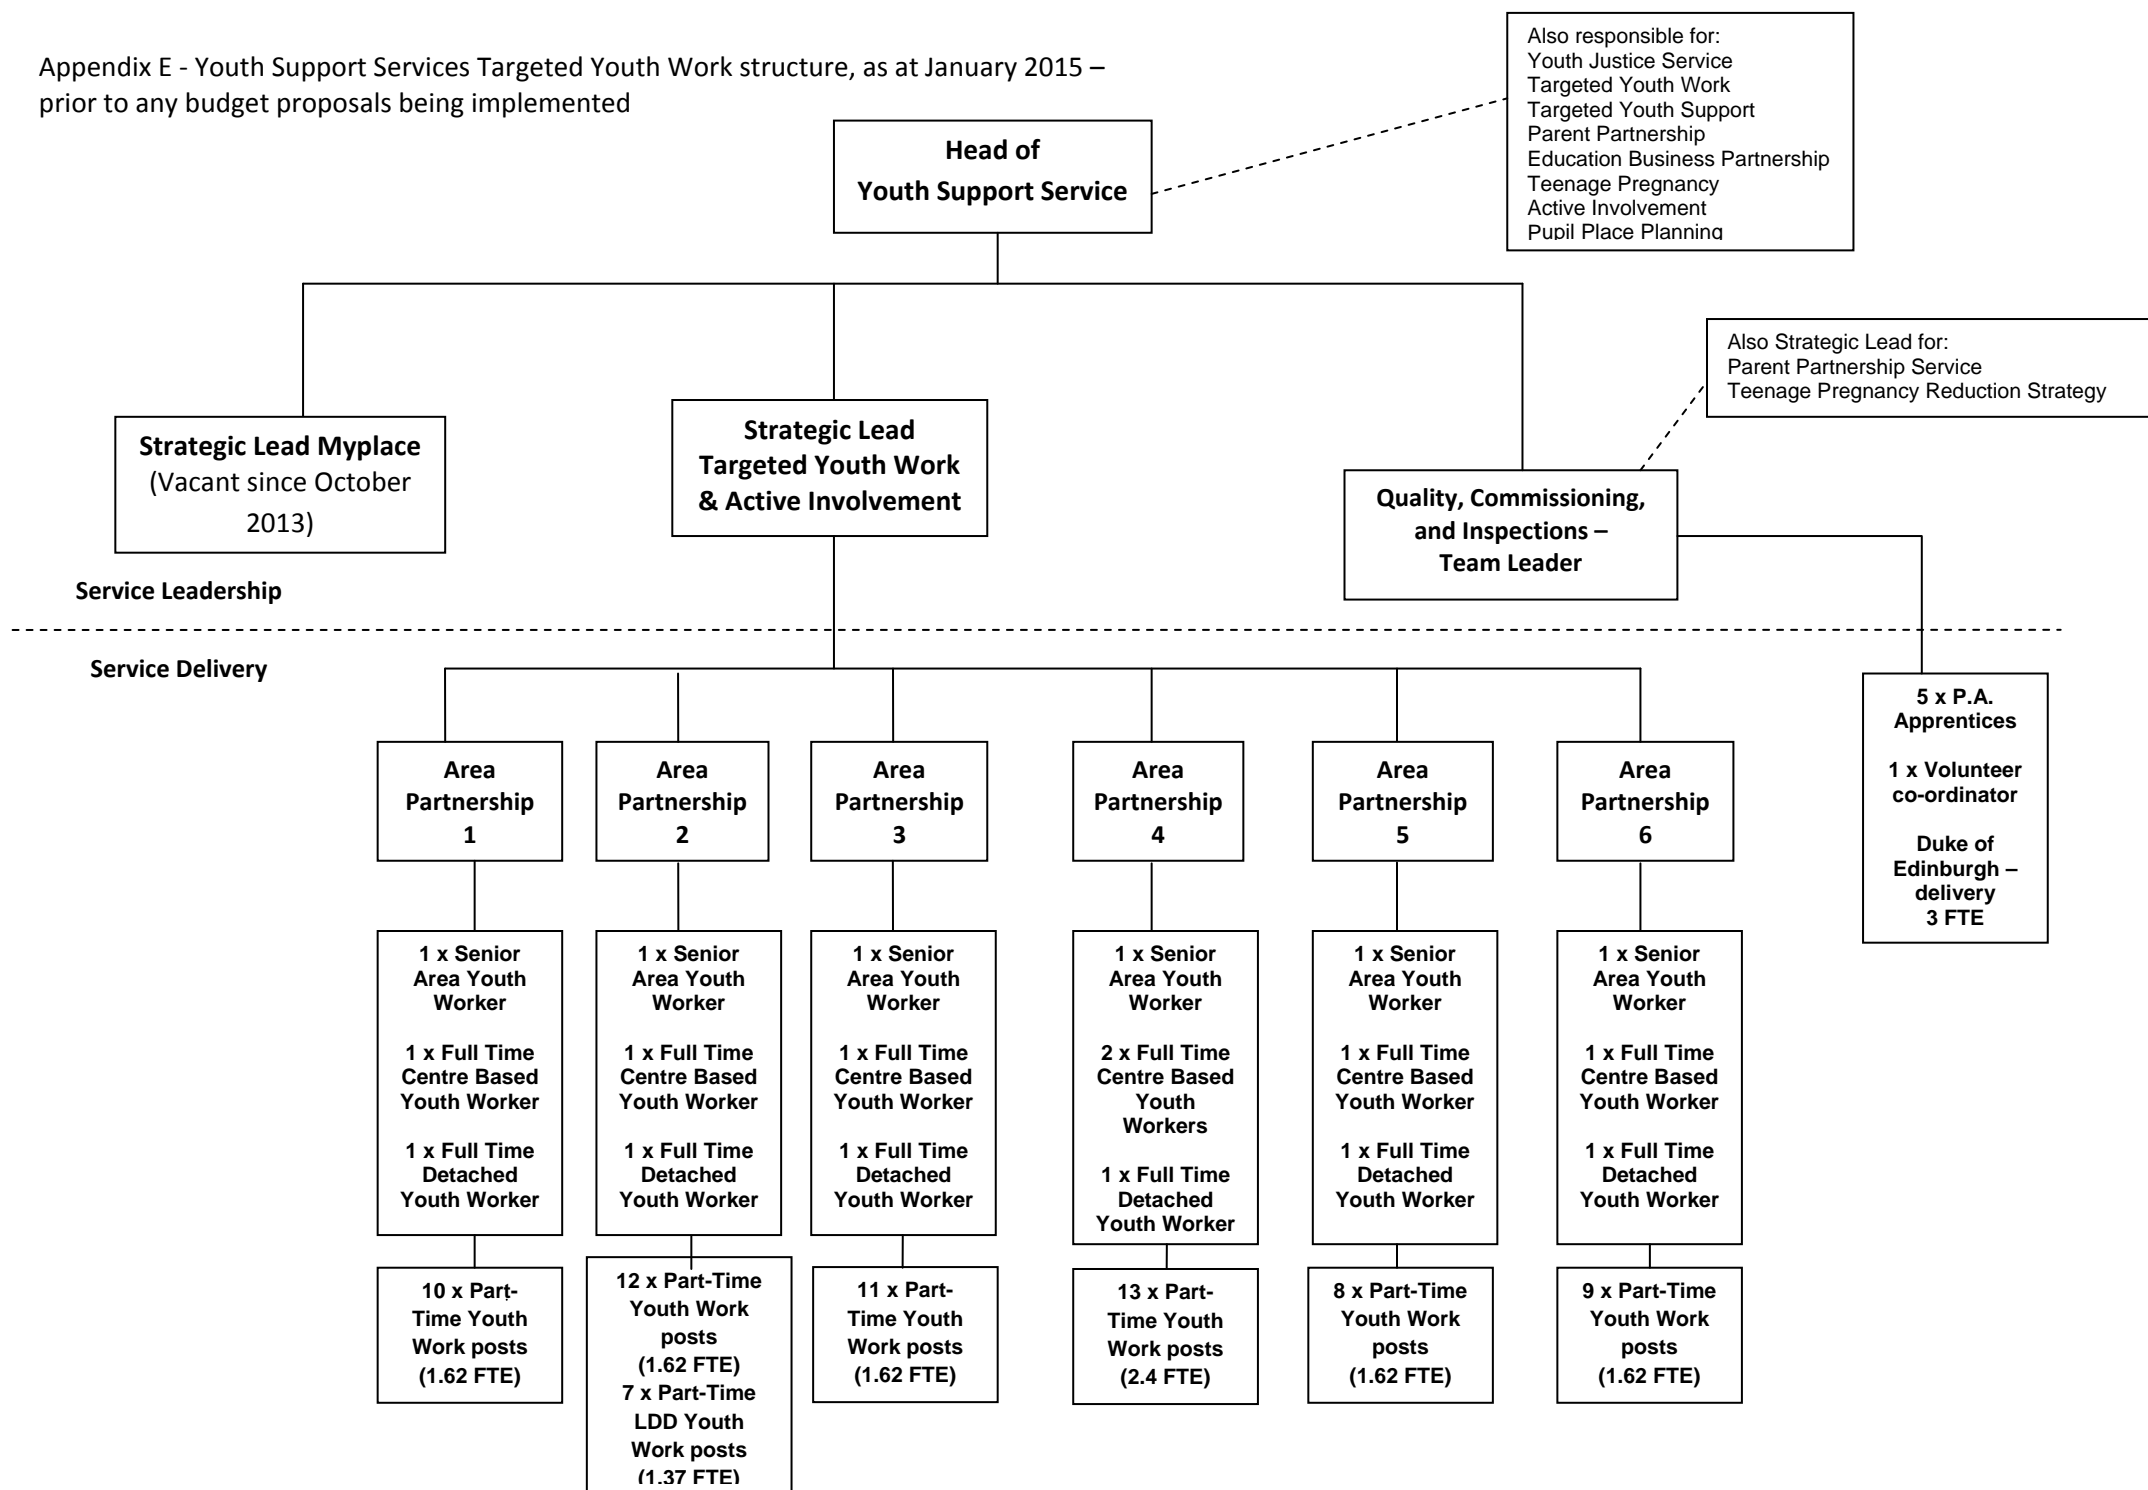 Appendix E - Youth Support Services Targeted Youth Work structure, as at January 2015 –
prior to any budget proposals being implemented
Also responsible for:
Youth Justice Service
Targeted Youth Work
Targeted Youth Support
Parent Partnership
Education Business Partnership
Teenage Pregnancy
Active Involvement
Pupil Place Planning
Head of
Youth Support Service
Also Strategic Lead for:
Parent Partnership Service
Teenage Pregnancy Reduction Strategy
Strategic Lead Myplace
(Vacant since October
2013)
Strategic Lead
Targeted Youth Work
& Active Involvement
Quality, Commissioning,
and Inspections –
Team Leader
Service Leadership
Service Delivery
5 x P.A.
Apprentices
1 x Volunteer
co-ordinator
Duke of
Edinburgh –
delivery
3 FTE
Area
Partnership
1
Area
Partnership
2
Area
Partnership
3
Area
Partnership
4
Area
Partnership
5
Area
Partnership
6
1 x Senior
Area Youth
Worker
1 x Full Time
Centre Based
Youth Worker
1 x Full Time
Detached
Youth Worker
1 x Senior
Area Youth
Worker
1 x Full Time
Centre Based
Youth Worker
1 x Full Time
Detached
Youth Worker
1 x Senior
Area Youth
Worker
1 x Full Time
Centre Based
Youth Worker
1 x Full Time
Detached
Youth Worker
1 x Senior
Area Youth
Worker
2 x Full Time
Centre Based
Youth
Workers
1 x Full Time
Detached
Youth Worker
1 x Senior
Area Youth
Worker
1 x Full Time
Centre Based
Youth Worker
1 x Full Time
Detached
Youth Worker
1 x Senior
Area Youth
Worker
1 x Full Time
Centre Based
Youth Worker
1 x Full Time
Detached
Youth Worker
10 x Part-
Time Youth
Work posts
(1.62 FTE)
12 x Part-Time
Youth Work
posts
(1.62 FTE)
7 x Part-Time
LDD Youth
Work posts
(1.37 FTE)
11 x Part-
Time Youth
Work posts
(1.62 FTE)
13 x Part-
Time Youth
Work posts
(2.4 FTE)
8 x Part-Time
Youth Work
posts
(1.62 FTE)
9 x Part-Time
Youth Work
posts
(1.62 FTE)